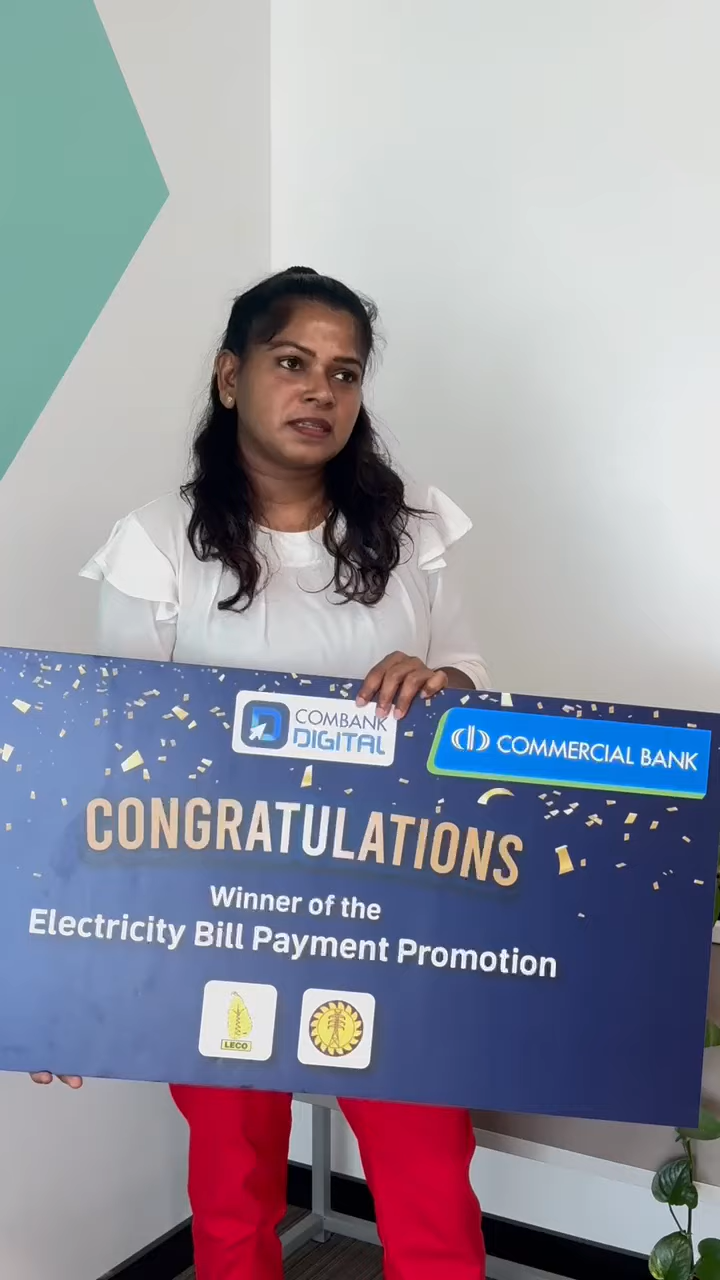 COMBANK
DIGITAL
COMMERCIAL BANK
CONGRATULATIONS
Winner of the
Electricity Bill Payment Promotion
LECO